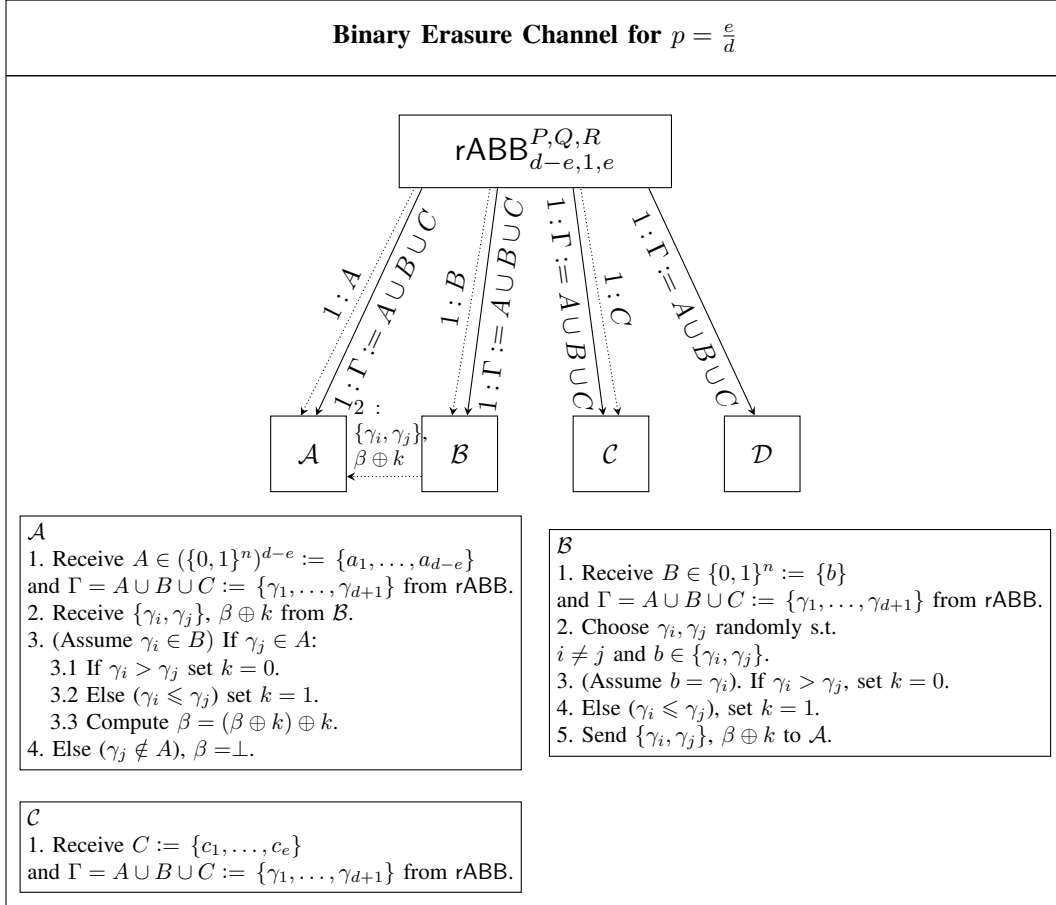 Binary Erasure Channel for $p = \frac{e}{d}$
$\mathsf{rABB}^{P,Q,R}_{d-e,1,e}$
1 : A
1 : Γ := A ∪ B ∪ C
1 : B
1 : Γ := A ∪ B ∪ C
1 : Γ := A ∪ B ∪ C
1 : C
1 : Γ := A ∪ B ∪ C
2 :
{γ_i, γ_j},
β ⊕ k
𝒜
ℬ
𝒞
𝒟
𝒜
1. Receive A ∈ ({0, 1}^n)^{d−e} := {a_1, . . . , a_{d−e}}
and Γ = A ∪ B ∪ C := {γ_1, . . . , γ_{d+1}} from rABB.
2. Receive {γ_i, γ_j}, β ⊕ k from ℬ.
3. (Assume γ_i ∈ B) If γ_j ∈ A:
3.1 If γ_i > γ_j set k = 0.
3.2 Else (γ_i ⩽ γ_j) set k = 1.
3.3 Compute β = (β ⊕ k) ⊕ k.
4. Else (γ_j ∉ A), β =⊥.
ℬ
1. Receive B ∈ {0, 1}^n := {b}
and Γ = A ∪ B ∪ C := {γ_1, . . . , γ_{d+1}} from rABB.
2. Choose γ_i, γ_j randomly s.t.
i ≠ j and b ∈ {γ_i, γ_j}.
3. (Assume b = γ_i). If γ_i > γ_j, set k = 0.
4. Else (γ_i ⩽ γ_j), set k = 1.
5. Send {γ_i, γ_j}, β ⊕ k to 𝒜.
𝒞
1. Receive C := {c_1, . . . , c_e}
and Γ = A ∪ B ∪ C := {γ_1, . . . , γ_{d+1}} from rABB.